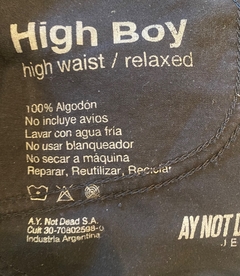 High Boy
high waist / relaxed
100% Algodón
No incluye avios
Lavar con agua fria
No usar blanqueador
No secar a máquina
Reparar, Reutilizar, Reciclar
A.Y. Not Dead S.A.
Cuit 30-70802598-0
Industria Argentina
AY NOT D
JE